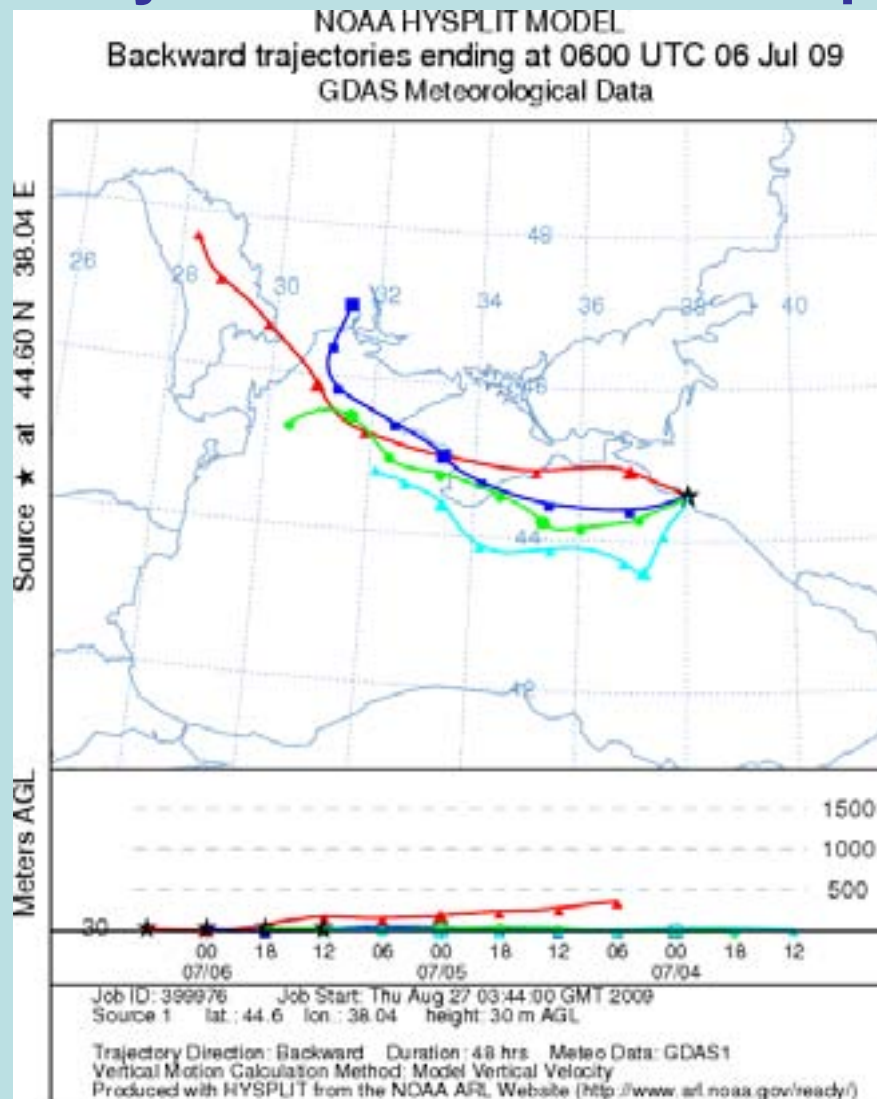 NOAA HYSPLIT MODEL
Backward trajectories ending at 0600 UTC 06 Jul 09
GDAS Meteorological Data
Source ★ at 44.60 N 38.04 E
26
28
30
32
34
36
38
40
48
46
44
42
Meters AGL
1500
1000
500
30
00 18 12 06 00 18 12 06 00 18 12
07/06 07/05 07/04
Job ID: 399976 Job Start: Thu Aug 27 03:44:00 GMT 2009
Source 1 lat.: 44.6 lon.: 38.04 height: 30 m AGL
Trajectory Direction: Backward Duration: 48 hrs Meteo Data: GDAS1
Vertical Motion Calculation Method: Model Vertical Velocity
Produced with HYSPLIT from the NOAA ARL Website (http://www.arl.noaa.gov/ready/)